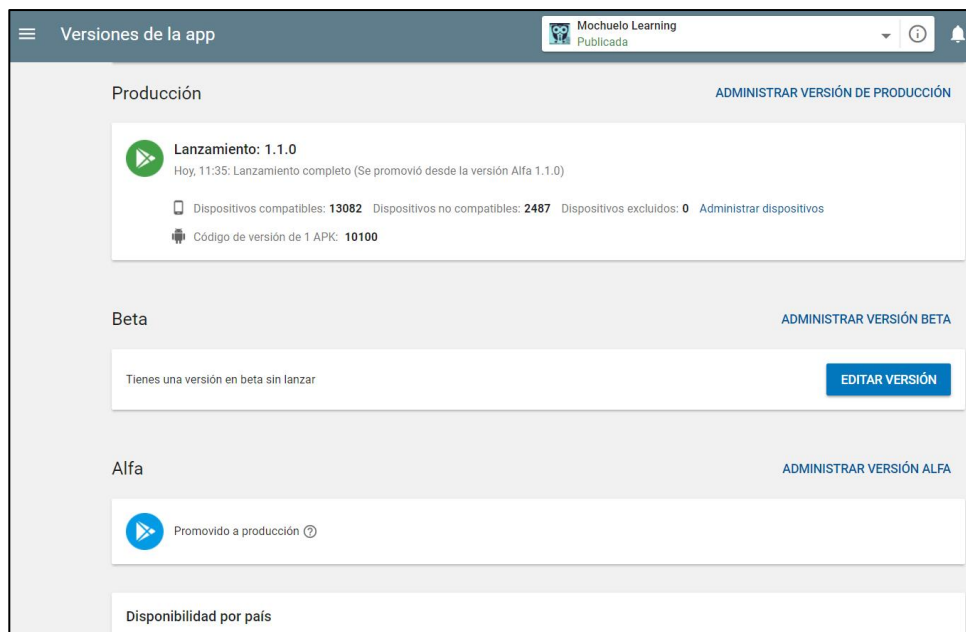 Versiones de la app
Mochuelo Learning
Publicada
Producción
ADMINISTRAR VERSIÓN DE PRODUCCIÓN
Lanzamiento: 1.1.0
Hoy, 11:35: Lanzamiento completo (Se promovió desde la versión Alfa 1.1.0)
Dispositivos compatibles: 13082 Dispositivos no compatibles: 2487 Dispositivos excluidos: 0 Administrar dispositivos
Código de versión de 1 APK: 10100
Beta
ADMINISTRAR VERSIÓN BETA
Tienes una versión en beta sin lanzar
EDITAR VERSIÓN
Alfa
ADMINISTRAR VERSIÓN ALFA
Promovido a producción
Disponibilidad por país